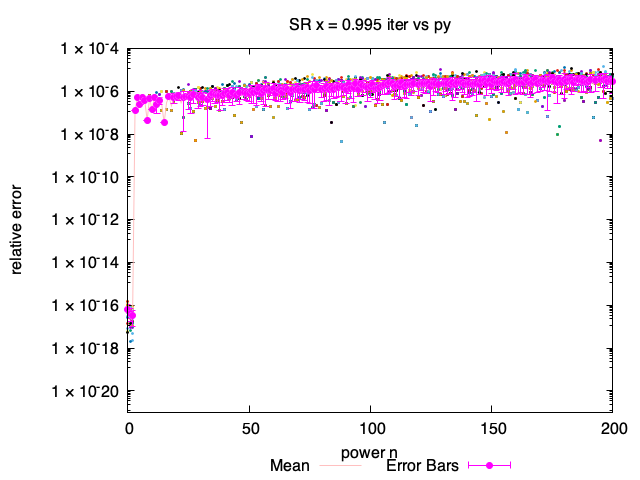 SR x = 0.995 iter vs py
1 × 10-4
1 × 10-6
1 × 10-8
1 × 10-10
1 × 10-12
1 × 10-14
1 × 10-16
1 × 10-18
1 × 10-20
relative error
0 50 100 150 200
power n
Mean Error Bars